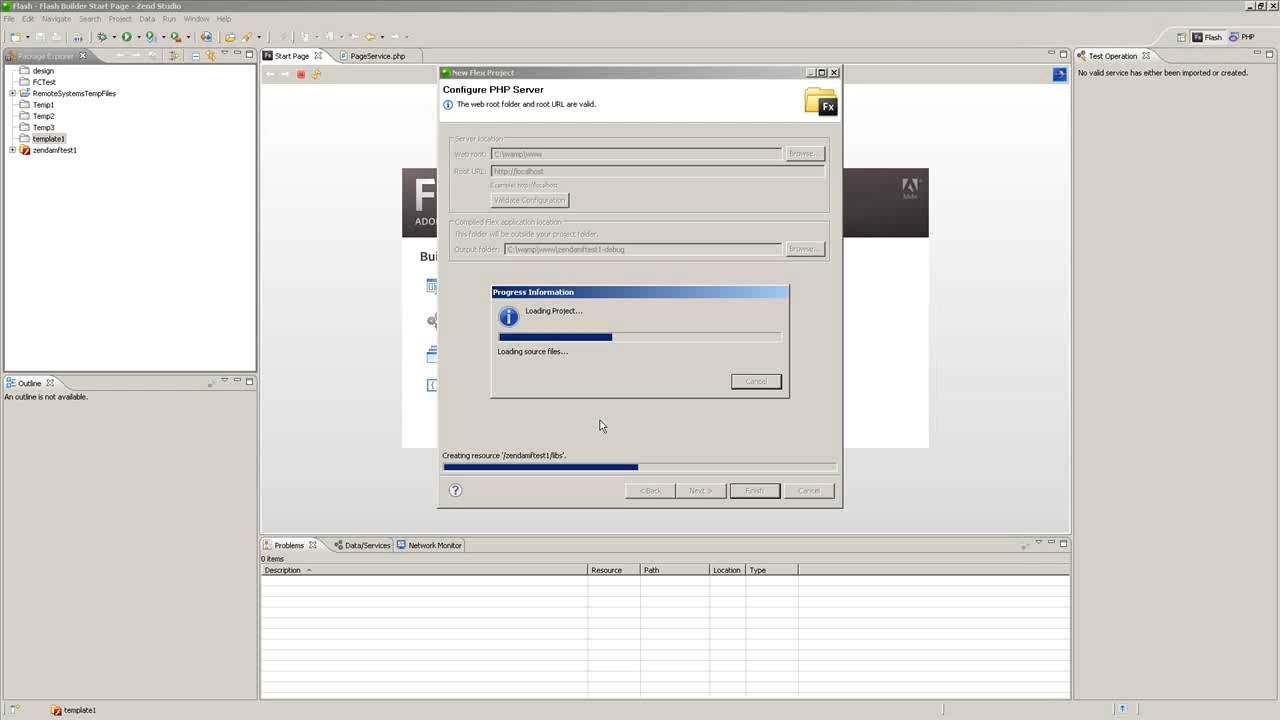 Flash - Flash Builder Start Page - Zend Studio
File Edit Navigate Search Project Data Run Window Help
Flash PHP
Package Explorer
design
FCTest
RemoteSystemsTempFiles
Temp1
Temp2
Temp3
template1
zendamftest1
Outline
An outline is not available.
Start Page PageService.php
F
ADO
Adobe
Bui
New Flex Project
Configure PHP Server
The web root folder and root URL are valid.
Fx
Server location
Web root: C:\wamp\www Browse...
Root URL: http://localhost
Example: http://localhost
Validate Configuration
Compiled Flex application location
This folder will be outside your project folder.
Output folder: C:\wamp\www\zendamftest1-debug Browse...
Progress Information
Loading Project...
Loading source files...
Cancel
Creating resource '/zendamftest1/libs'.
< Back Next > Finish Cancel
Test Operation
No valid service has either been imported or created.
Problems Data/Services Network Monitor
0 items
Description Resource Path Location Type
template1